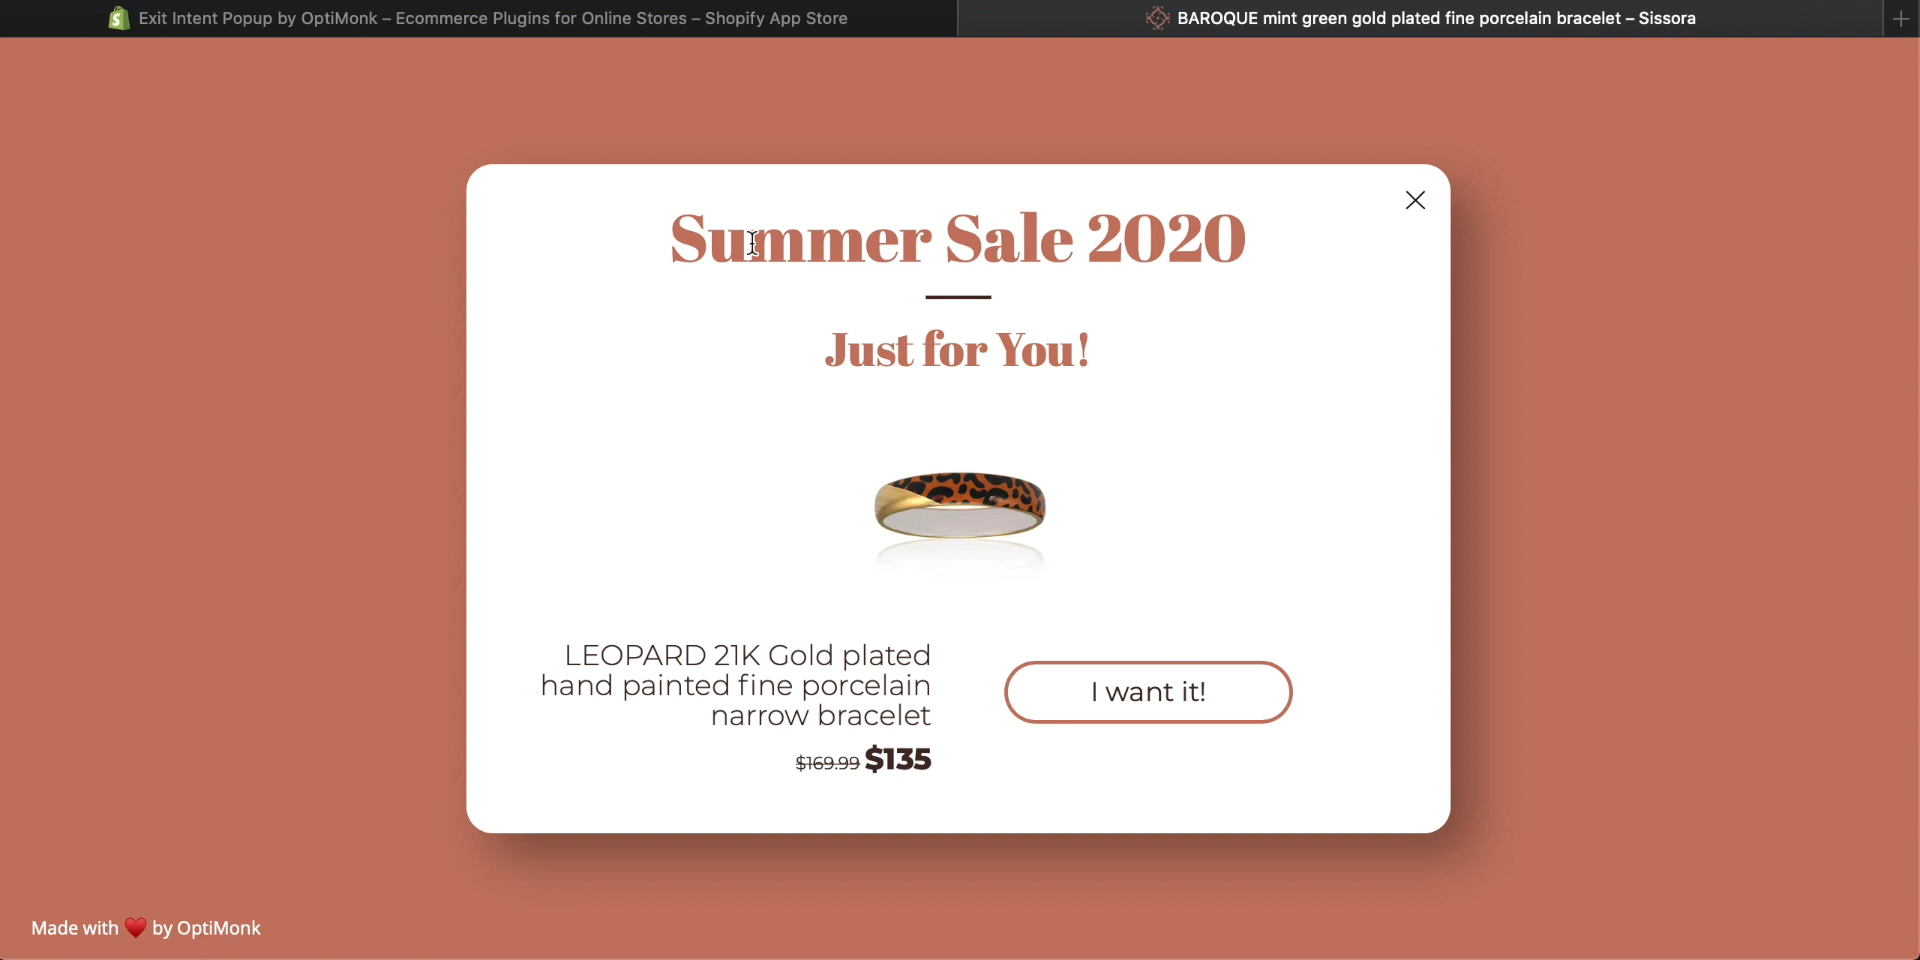 Exit Intent Popup by OptiMonk – Ecommerce Plugins for Online Stores – Shopify App Store
BAROQUE mint green gold plated fine porcelain bracelet – Sissora
Summer Sale 2020
Just for You!
LEOPARD 21K Gold plated
hand painted fine porcelain
narrow bracelet
$169.99 $135
I want it!
Made with ❤️ by OptiMonk